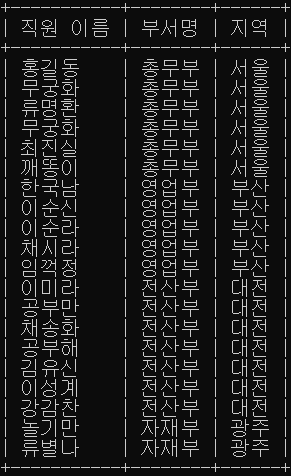 직원 이름 | 부서명 | 지역
홍길동 | 총무부 | 서울
무궁화 | 총무부 | 서울
류명환 | 총무부 | 서울
무궁화 | 총무부 | 서울
최진실 | 총무부 | 서울
깨똥이 | 총무부 | 서울
한국남 | 영업부 | 부산
이순신 | 영업부 | 부산
이순라 | 영업부 | 부산
채시라 | 영업부 | 부산
임꺽정 | 영업부 | 부산
이미라 | 전산부 | 대전
공부만 | 전산부 | 대전
채송화 | 전산부 | 대전
공부해 | 전산부 | 대전
김유신 | 전산부 | 대전
이성계 | 전산부 | 대전
강감찬 | 전산부 | 대전
놀기만 | 자재부 | 광주
류별나 | 자재부 | 광주